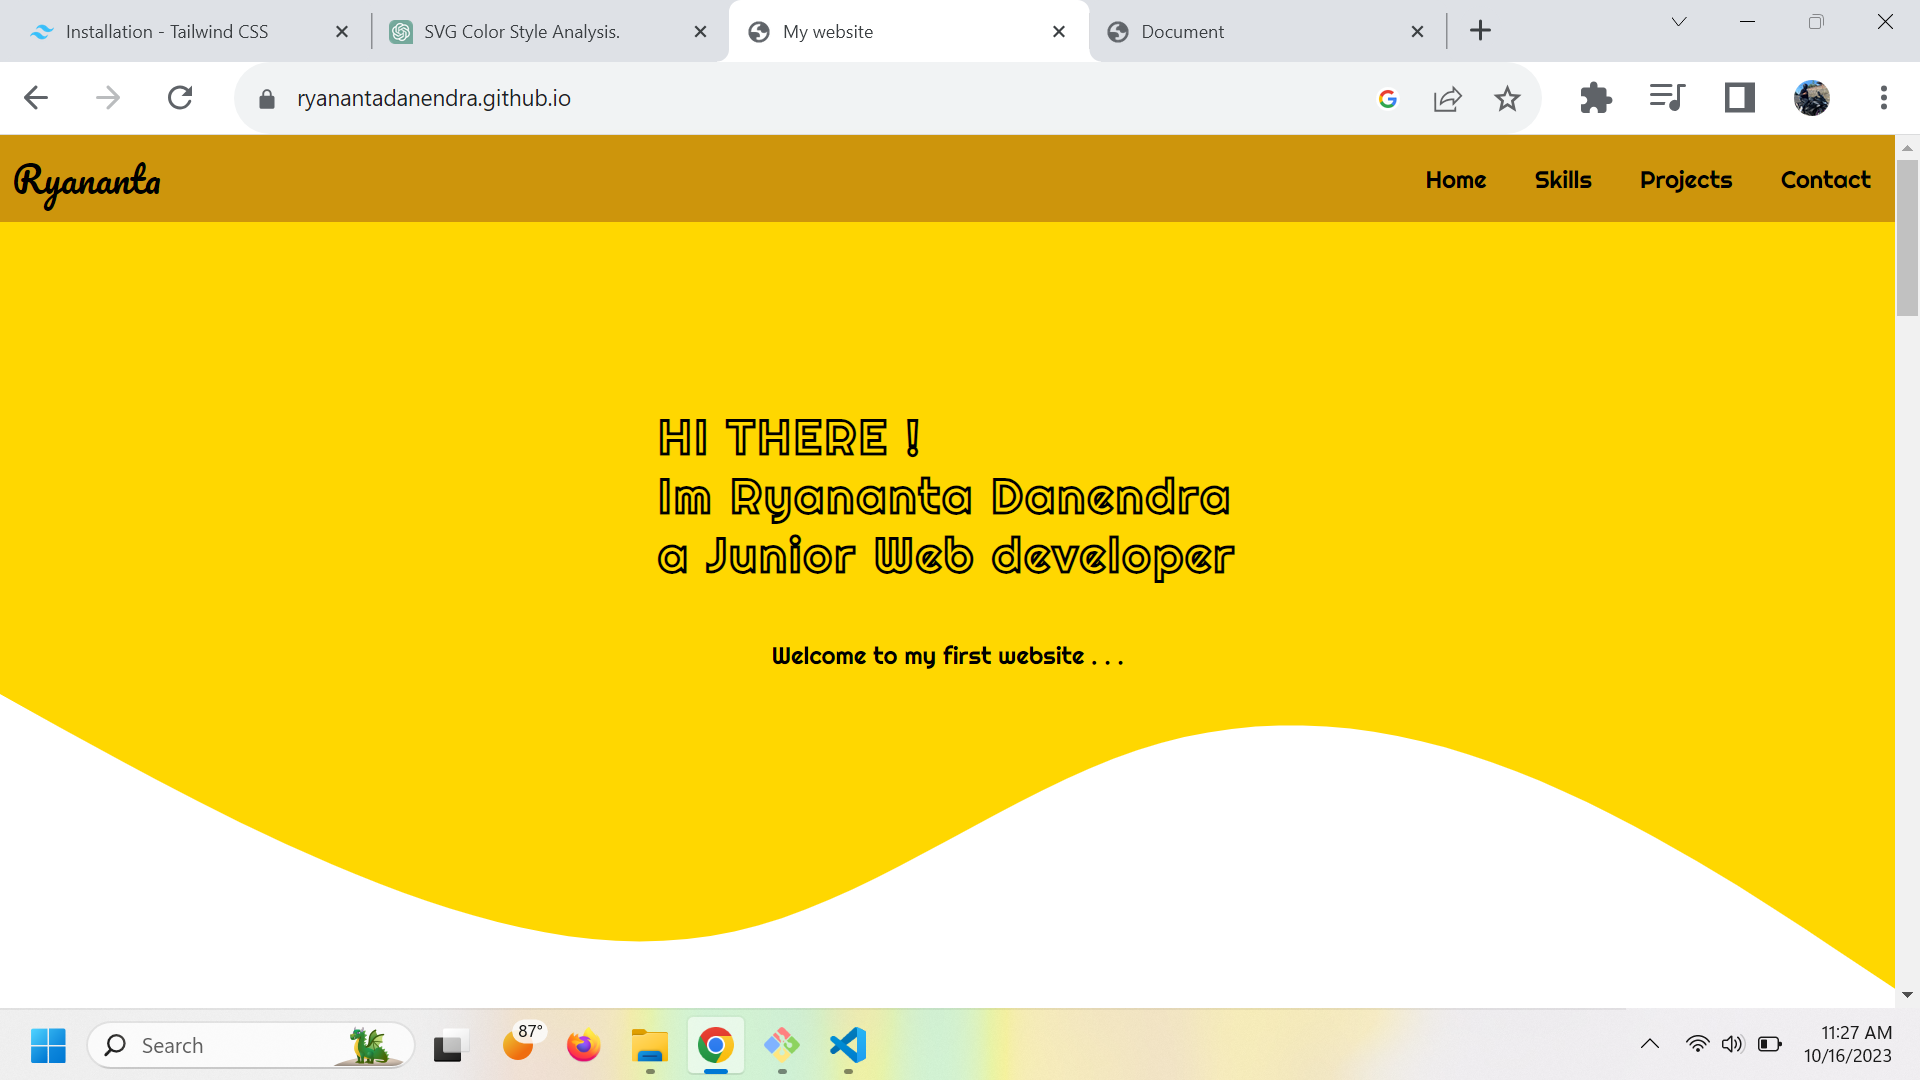 Installation - Tailwind CSS
SVG Color Style Analysis.
My website
Document
ryanantadanendra.github.io
Ryananta
Home
Skills
Projects
Contact
HI THERE !
Im Ryananta Danendra
a Junior Web developer
Welcome to my first website . . .
Search
87°
11:27 AM
10/16/2023